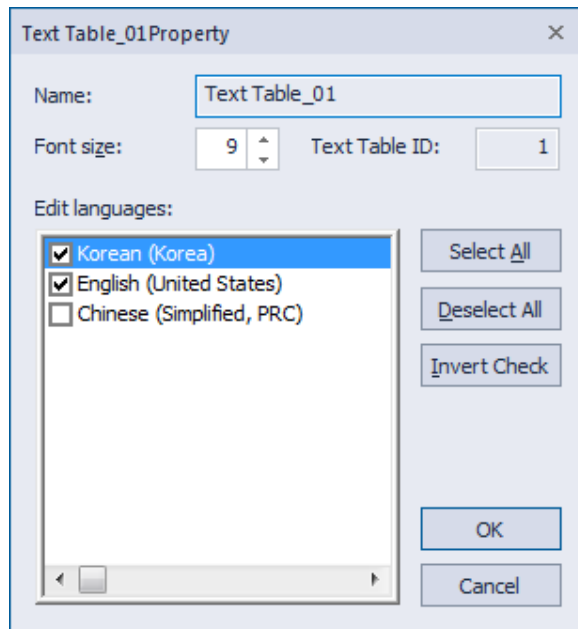 Text Table_01Property
Name: Text Table_01
Font size: 9 Text Table ID: 1
Edit languages:
Korean (Korea)
English (United States)
Chinese (Simplified, PRC)
Select All
Deselect All
Invert Check
OK
Cancel